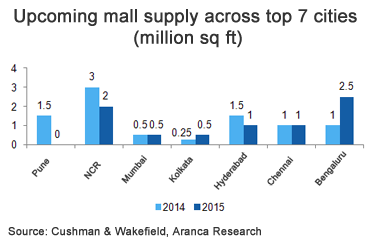 Upcoming mall supply across top 7 cities
(million sq ft)
4
3
2
1
0
1.5
0
3
2
0.5
0.5
0.25
0.5
1.5
1
1
1
1
2.5
Pune
NCR
Mumbai
Kolkata
Hyderabad
Chennai
Bengaluru
2014
2015
Source: Cushman & Wakefield, Aranca Research